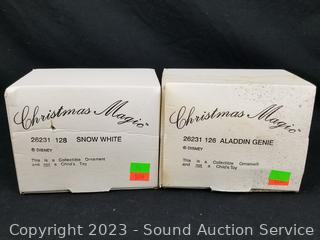 Christmas Magic
26231 128 SNOW WHITE
© DISNEY
This is a Collectible Ornament
and not a Child's Toy
Christmas Magic
26231 126 ALADDIN GENIE
© DISNEY
This is a Collectible Ornament
and not a Child's Toy
Copyright 2023 - Sound Auction Service